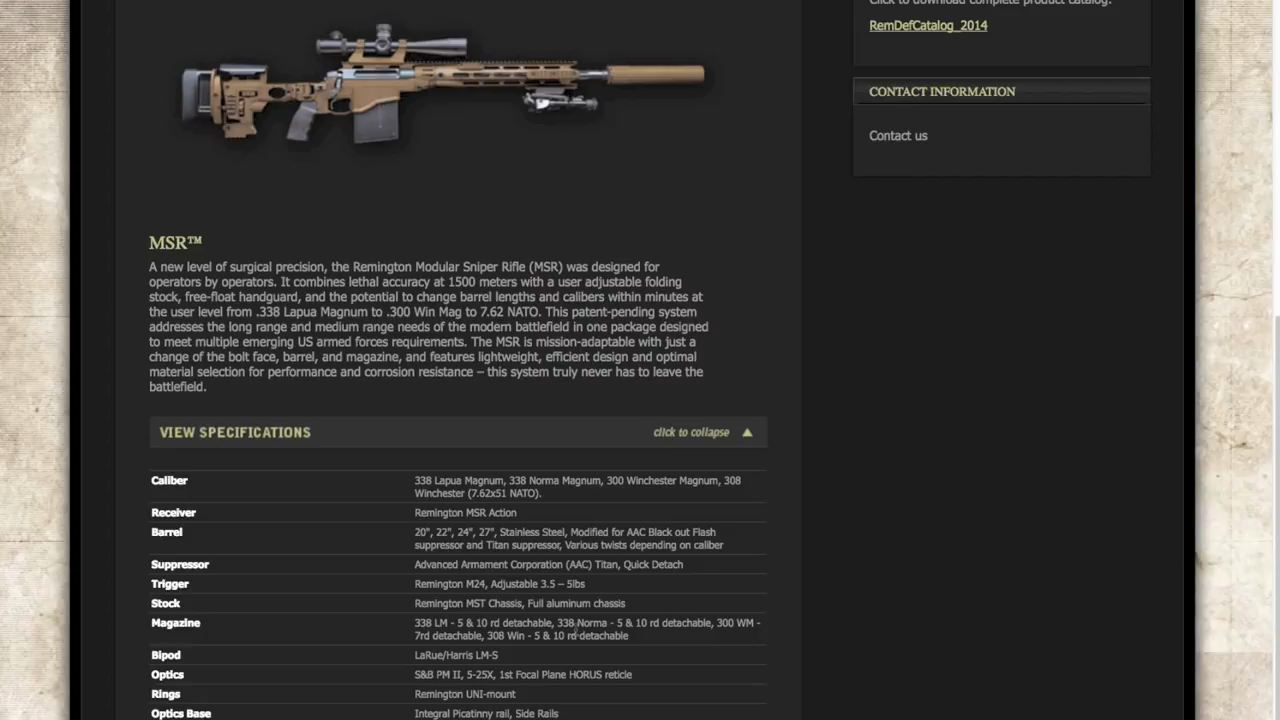 Click to download complete product catalog:
RemDefCatalog_2014
CONTACT INFORMATION
Contact us
MSR™
A new level of surgical precision, the Remington Modular Sniper Rifle (MSR) was designed for
operators by operators. It combines lethal accuracy at 1500 meters with a user adjustable folding
stock, free-float handguard, and the potential to change barrel lengths and calibers within minutes at
the user level from .338 Lapua Magnum to .300 Win Mag to 7.62 NATO. This patent-pending system
addresses the long range and medium range needs of the modern battlefield in one package designed
to meet multiple emerging US armed forces requirements. The MSR is mission-adaptable with just a
change of the bolt face, barrel, and magazine, and features lightweight, efficient design and optimal
material selection for performance and corrosion resistance – this system truly never has to leave the
battlefield.
VIEW SPECIFICATIONS click to collapse ▲
Caliber 338 Lapua Magnum, 338 Norma Magnum, 300 Winchester Magnum, 308
Winchester (7.62x51 NATO).
Receiver Remington MSR Action
Barrel 20", 22", 24", 27", Stainless Steel, Modified for AAC Black out Flash
suppressor and Titan suppressor, Various twists depending on caliber
Suppressor Advanced Armament Corporation (AAC) Titan, Quick Detach
Trigger Remington M24, Adjustable 3.5 – 5lbs
Stock Remington MST Chassis, Full aluminum chassis
Magazine 338 LM - 5 & 10 rd detachable, 338 Norma - 5 & 10 rd detachable, 300 WM -
7rd detachable, 308 Win - 5 & 10 rd detachable
Bipod LaRue/Harris LM-S
Optics S&B PM II, 5-25X, 1st Focal Plane HORUS reticle
Rings Remington UNI-mount
Optics Base Integral Picatinny rail, Side Rails